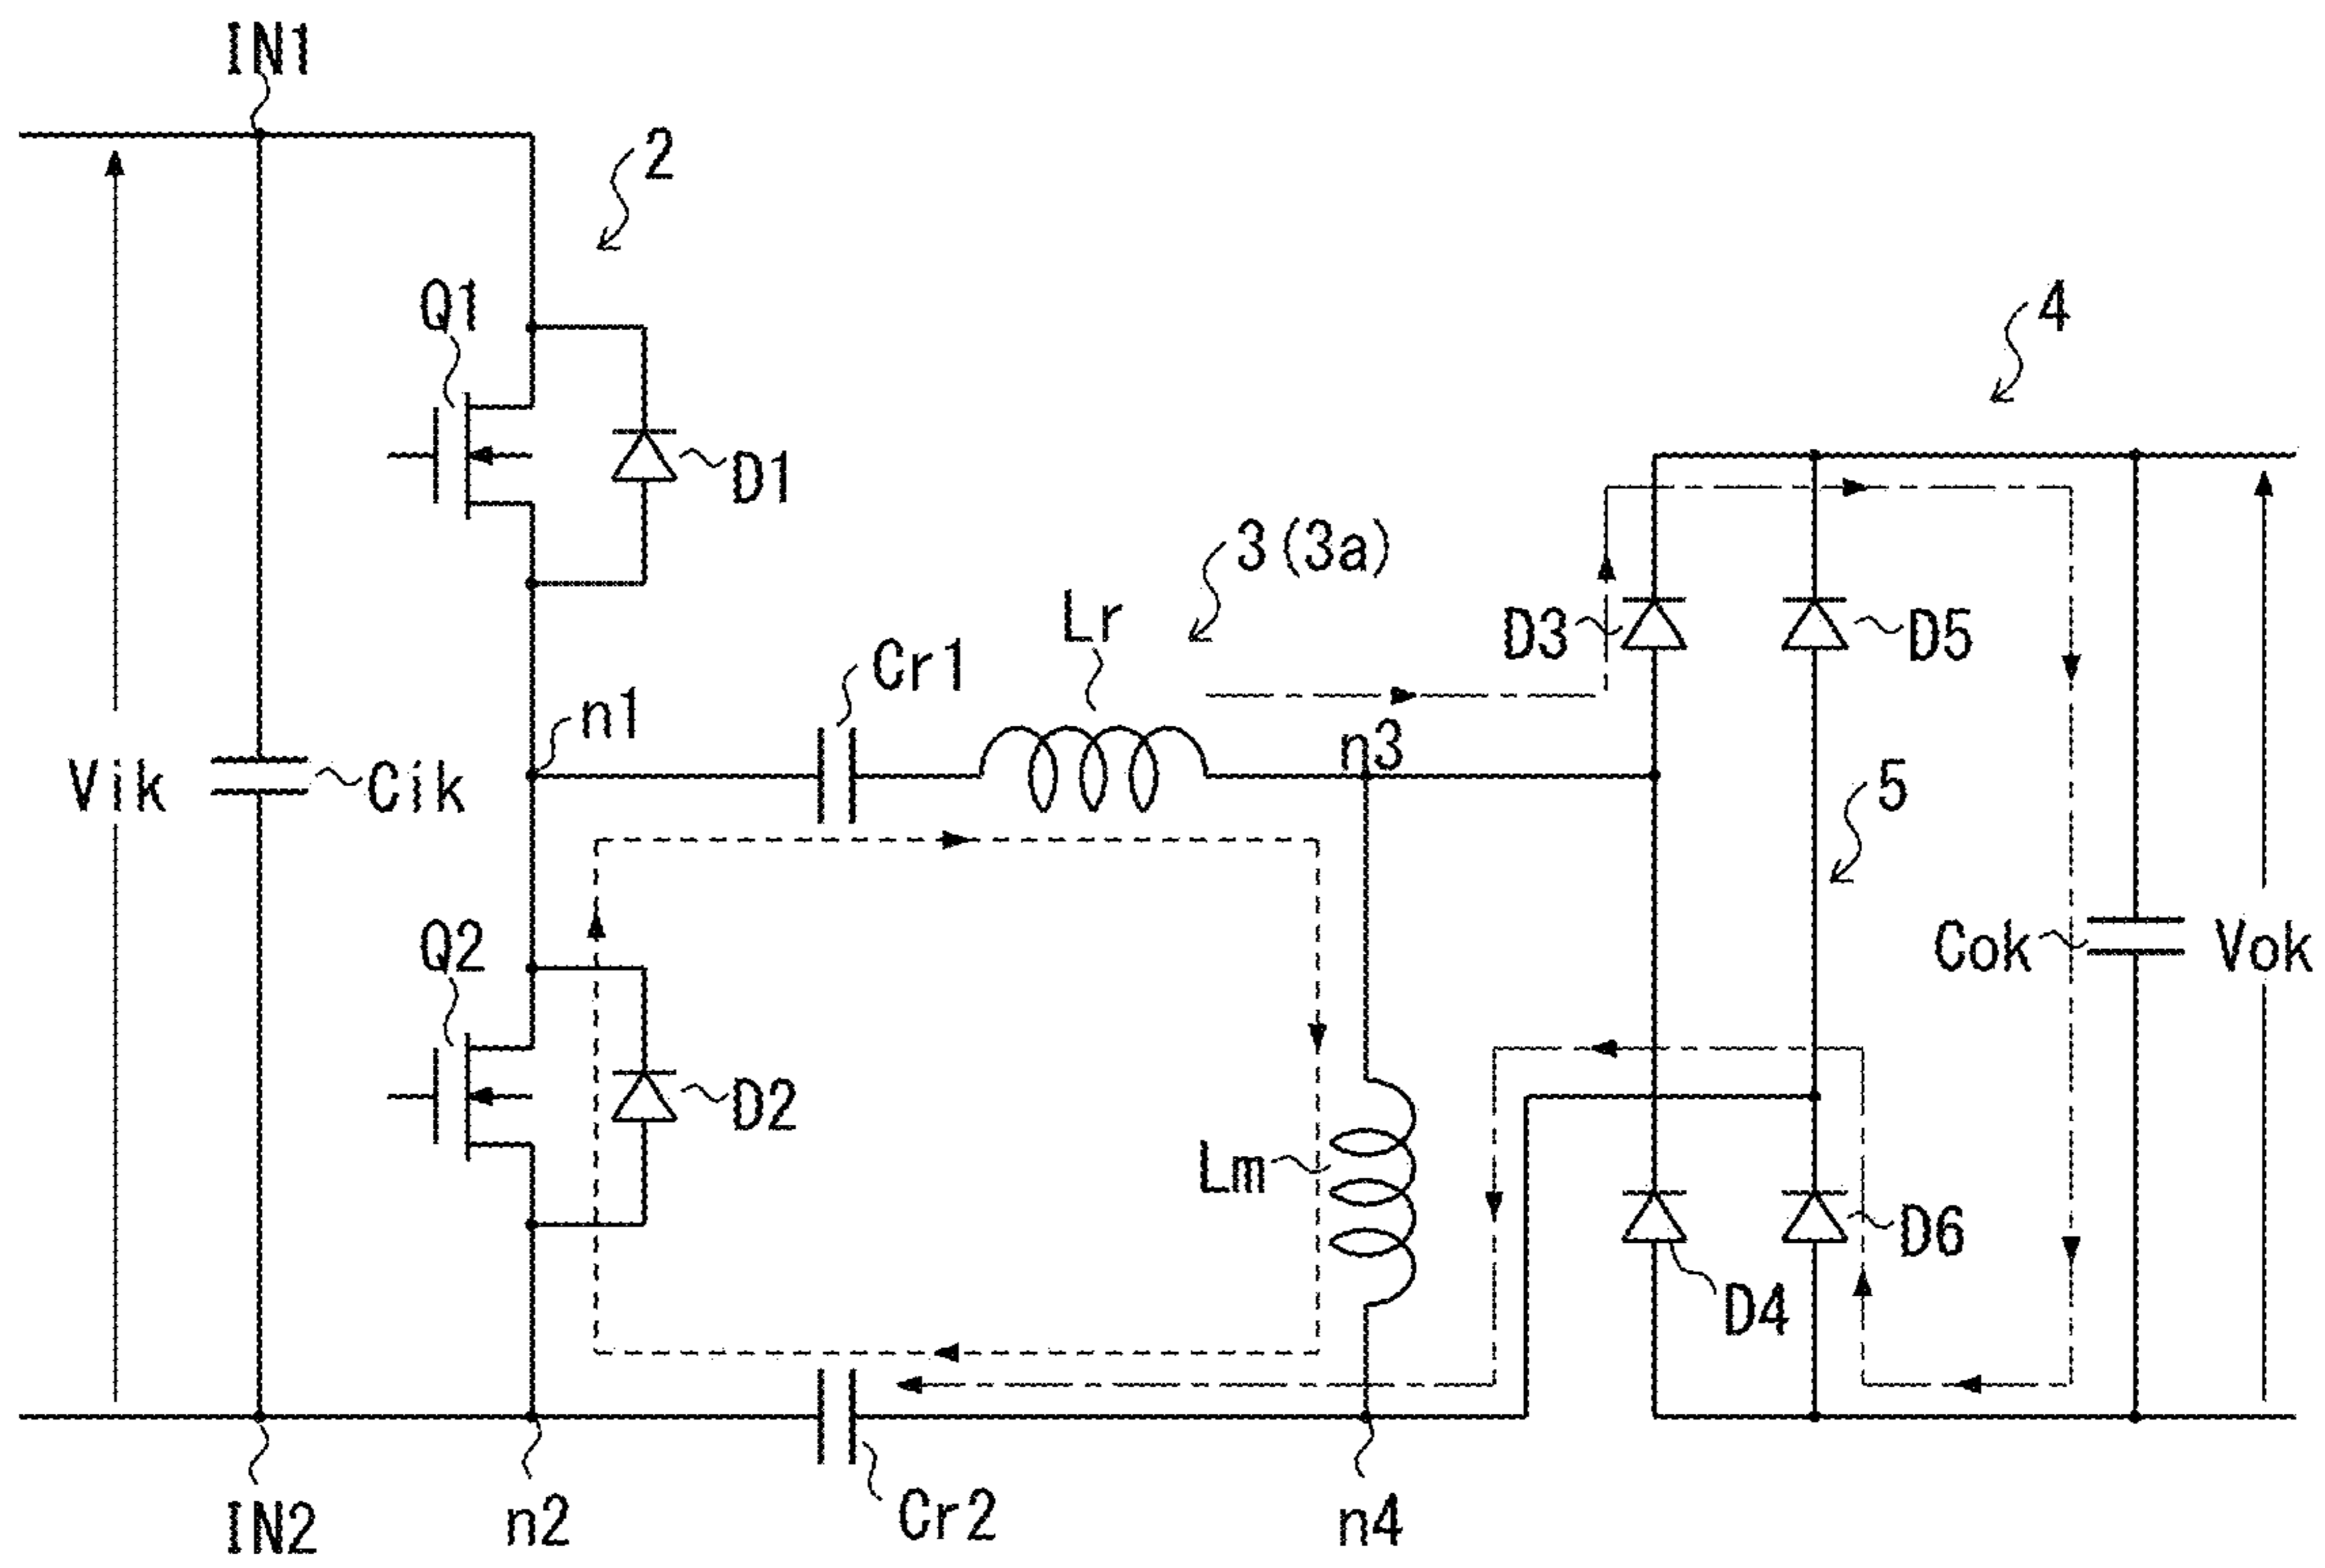 IN1
2
Q1
4
D1
3(3a)
Lr
D3
D5
Cr1
n1
n3
Vik
Cik
5
Q2
Cok
Vok
D2
Lm
D6
D4
IN2
n2
Cr2
n4